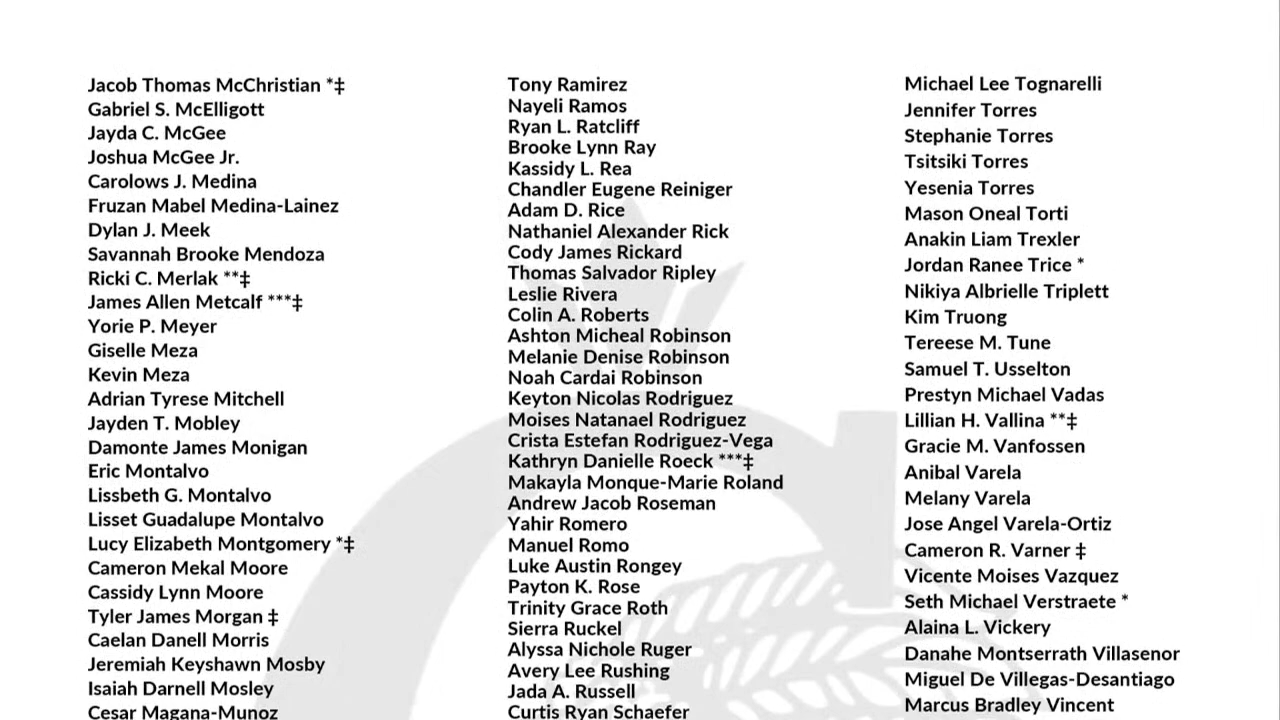 Jacob Thomas McChristian *‡
Gabriel S. McElligott
Jayda C. McGee
Joshua McGee Jr.
Carolows J. Medina
Fruzan Mabel Medina-Lainez
Dylan J. Meek
Savannah Brooke Mendoza
Ricki C. Merlak **‡
James Allen Metcalf ***‡
Yorie P. Meyer
Giselle Meza
Kevin Meza
Adrian Tyrese Mitchell
Jayden T. Mobley
Damonte James Monigan
Eric Montalvo
Lissbeth G. Montalvo
Lisset Guadalupe Montalvo
Lucy Elizabeth Montgomery *‡
Cameron Mekal Moore
Cassidy Lynn Moore
Tyler James Morgan ‡
Caelan Danell Morris
Jeremiah Keyshawn Mosby
Isaiah Darnell Mosley
Cesar Magana-Munoz
Tony Ramirez
Nayeli Ramos
Ryan L. Ratcliff
Brooke Lynn Ray
Kassidy L. Rea
Chandler Eugene Reiniger
Adam D. Rice
Nathaniel Alexander Rick
Cody James Rickard
Thomas Salvador Ripley
Leslie Rivera
Colin A. Roberts
Ashton Micheal Robinson
Melanie Denise Robinson
Noah Cardai Robinson
Keyton Nicolas Rodriguez
Moises Natanael Rodriguez
Crista Estefan Rodriguez-Vega
Kathryn Danielle Roeck ***‡
Makayla Monque-Marie Roland
Andrew Jacob Roseman
Yahir Romero
Manuel Romo
Luke Austin Rongey
Payton K. Rose
Trinity Grace Roth
Sierra Ruckel
Alyssa Nichole Ruger
Avery Lee Rushing
Jada A. Russell
Curtis Ryan Schaefer
Michael Lee Tognarelli
Jennifer Torres
Stephanie Torres
Tsitsiki Torres
Yesenia Torres
Mason Oneal Torti
Anakin Liam Trexler
Jordan Ranee Trice *
Nikiya Albrielle Triplett
Kim Truong
Tereese M. Tune
Samuel T. Usselton
Prestyn Michael Vadas
Lillian H. Vallina **‡
Gracie M. Vanfossen
Anibal Varela
Melany Varela
Jose Angel Varela-Ortiz
Cameron R. Varner ‡
Vicente Moises Vazquez
Seth Michael Verstraete *
Alaina L. Vickery
Danahe Montserrath Villasenor
Miguel De Villegas-Desantiago
Marcus Bradley Vincent